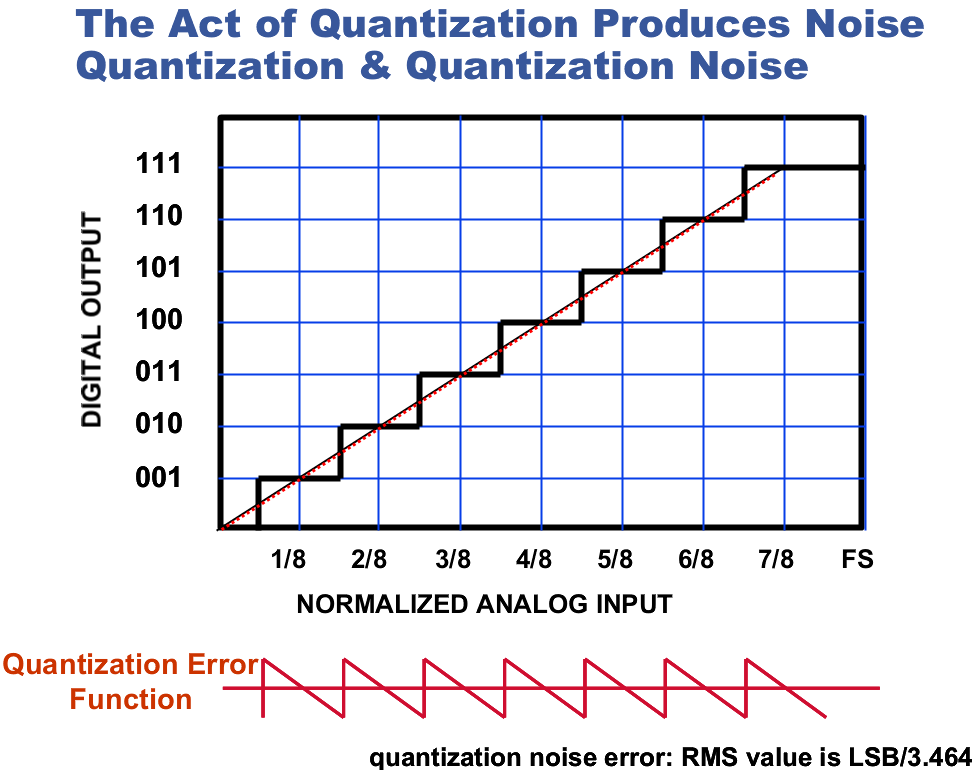 The Act of Quantization Produces Noise
Quantization & Quantization Noise
DIGITAL OUTPUT
111
110
101
100
011
010
001
1/8 2/8 3/8 4/8 5/8 6/8 7/8 FS
NORMALIZED ANALOG INPUT
Quantization Error
Function
quantization noise error: RMS value is LSB/3.464